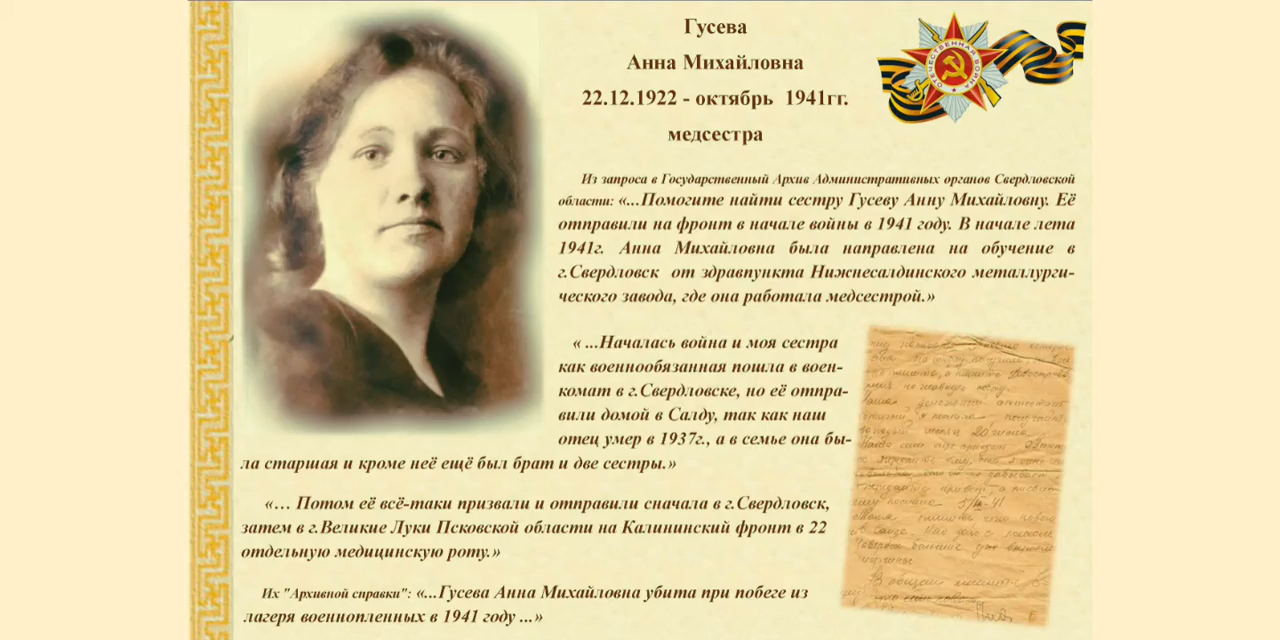 Гусева
Анна Михайловна
22.12.1922 - октябрь 1941гг.
медсестра
ОТЕЧЕСТВЕННАЯ ВОЙНА
Из запроса в Государственный Архив Административных органов Свердловской
области: «...Помогите найти сестру Гусеву Анну Михайловну. Её
отправили на фронт в начале войны в 1941 году. В начале лета
1941г. Анна Михайловна была направлена на обучение в
г.Свердловск от здравпункта Нижнесалдинского металлурги-
ческого завода, где она работала медсестрой.»
« ...Началась война и моя сестра
как военнообязанная пошла в воен-
комат в г.Свердловске, но её отпра-
вили домой в Салду, так как наш
отец умер в 1937г., а в семье она бы-
ла старшая и кроме неё ещё был брат и две сестры.»
«… Потом её всё-таки призвали и отправили сначала в г.Свердловск,
затем в г.Великие Луки Псковской области на Калининский фронт в 22
отдельную медицинскую роту.»
Их "Архивной справки": «...Гусева Анна Михайловна убита при побеге из
лагеря военнопленных в 1941 году ...»